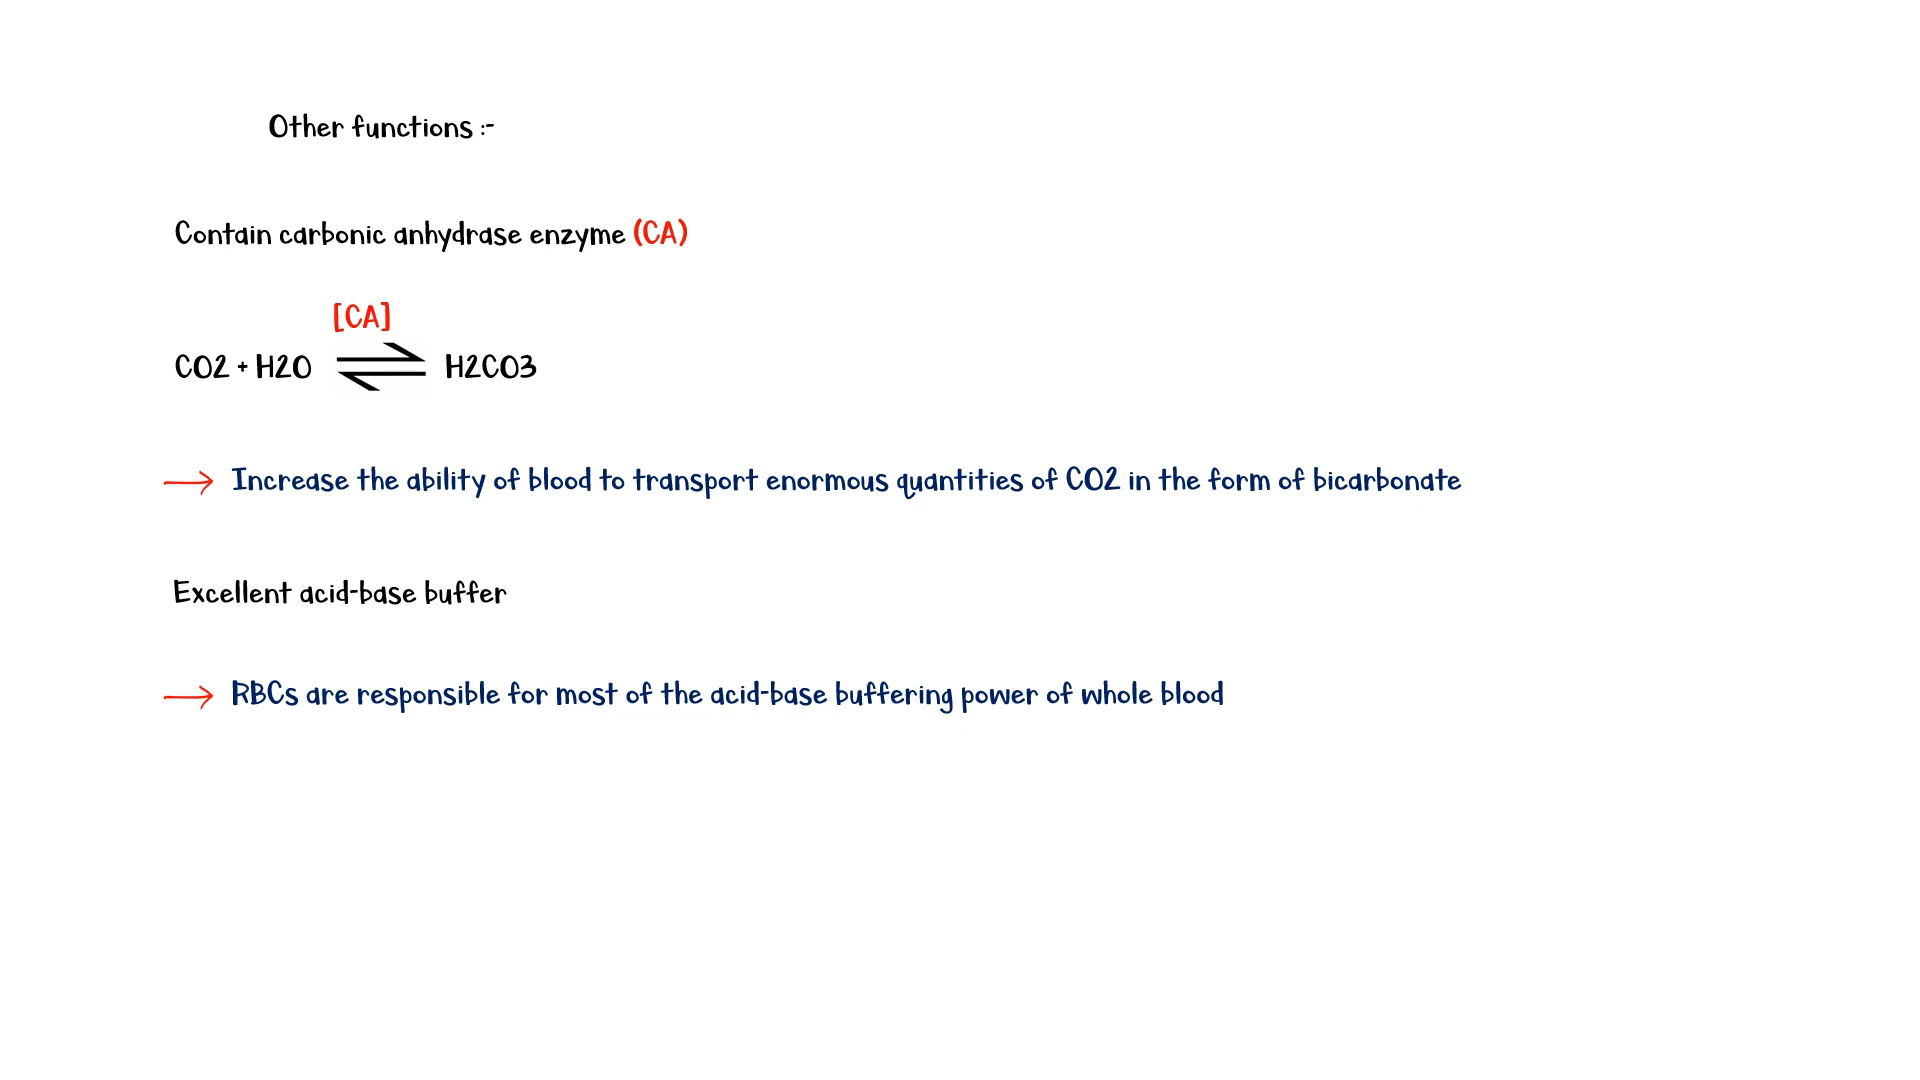 Other functions :-
Contain carbonic anhydrase enzyme (CA)
[CA]
CO2 + H2O ⇌ H2CO3
→ Increase the ability of blood to transport enormous quantities of CO2 in the form of bicarbonate
Excellent acid-base buffer
→ RBCs are responsible for most of the acid-base buffering power of whole blood